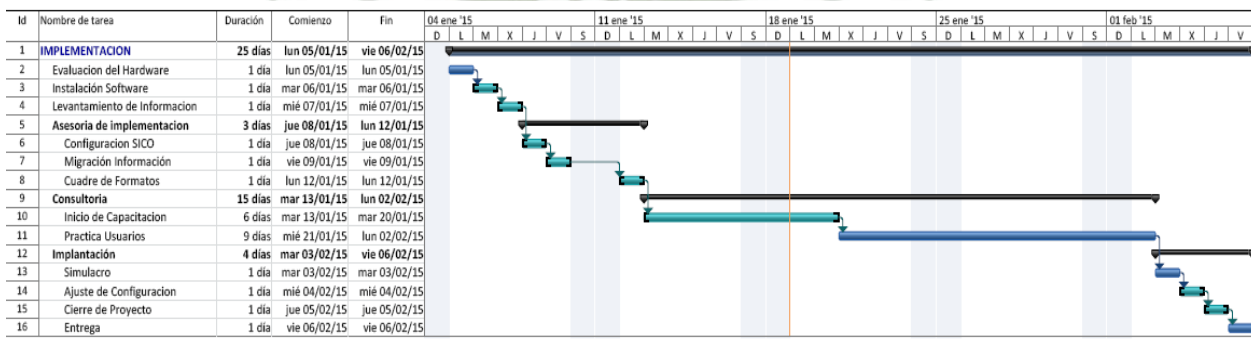 Id Nombre de tarea Duración Comienzo Fin 04 ene '15 11 ene '15 18 ene '15 25 ene '15 01 feb '15
D L M X J V S D L M X J V S D L M X J V S D L M X J V S D L M X J V
1 IMPLEMENTACION 25 días lun 05/01/15 vie 06/02/15
2 Evaluacion del Hardware 1 día lun 05/01/15 lun 05/01/15
3 Instalación Software 1 día mar 06/01/15 mar 06/01/15
4 Levantamiento de Informacion 1 día mié 07/01/15 mié 07/01/15
5 Asesoria de implementacion 3 días jue 08/01/15 lun 12/01/15
6 Configuracion SICO 1 día jue 08/01/15 jue 08/01/15
7 Migración Información 1 día vie 09/01/15 vie 09/01/15
8 Cuadre de Formatos 1 día lun 12/01/15 lun 12/01/15
9 Consultoria 15 días mar 13/01/15 lun 02/02/15
10 Inicio de Capacitacion 6 días mar 13/01/15 mar 20/01/15
11 Practica Usuarios 9 días mié 21/01/15 lun 02/02/15
12 Implantación 4 días mar 03/02/15 vie 06/02/15
13 Simulacro 1 día mar 03/02/15 mar 03/02/15
14 Ajuste de Configuracion 1 día mié 04/02/15 mié 04/02/15
15 Cierre de Proyecto 1 día jue 05/02/15 jue 05/02/15
16 Entrega 1 día vie 06/02/15 vie 06/02/15